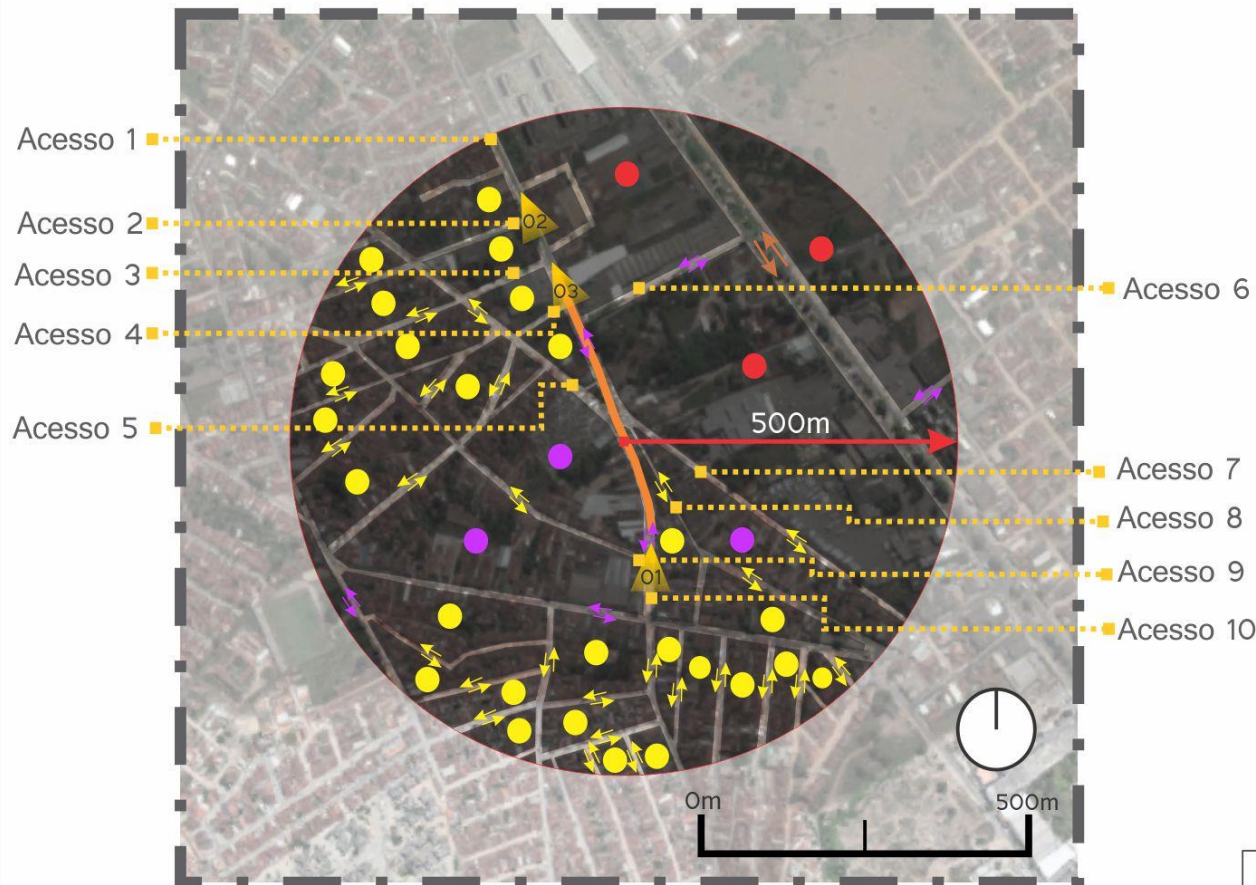 Acesso 1
Acesso 2
02
Acesso 3
03
Acesso 6
Acesso 4
Acesso 5
500m
Acesso 7
Acesso 8
Acesso 9
01
Acesso 10
0m
500m